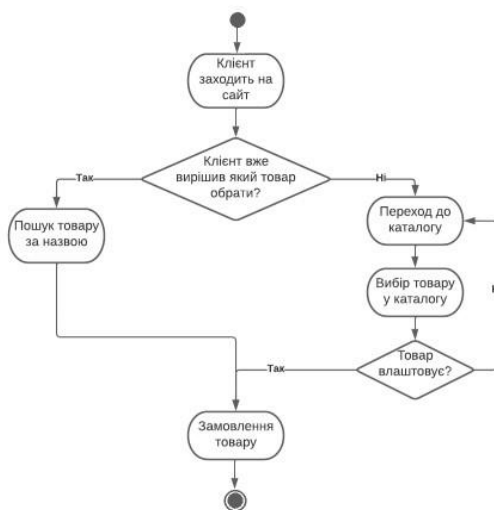 Клієнт
заходить на
сайт
Клієнт вже
вирішив який товар
обрати?
Так
Ні
Пошук товару
за назвою
Переход до
каталогу
Вибір товару
у каталогу
Товар
влаштовує?
Так
Замовлення
товару